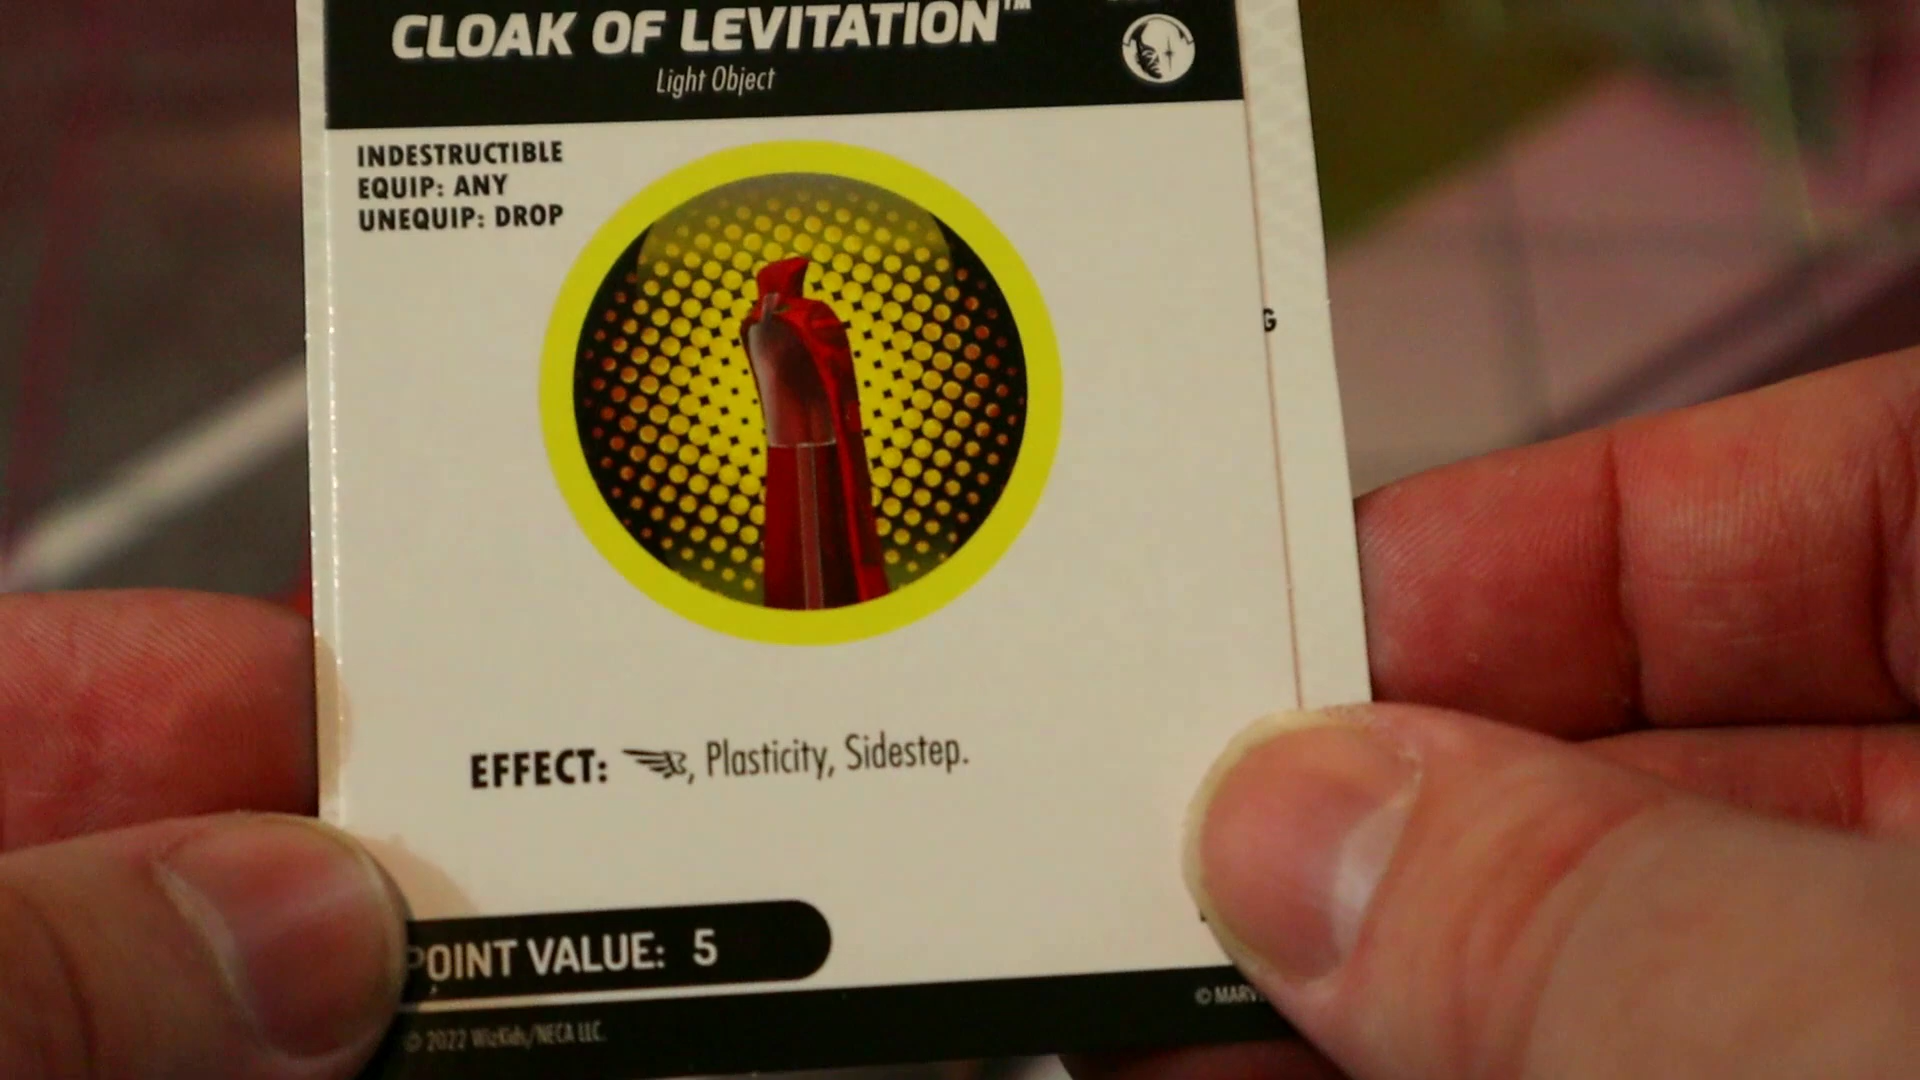 CLOAK OF LEVITATION™
Light Object
INDESTRUCTIBLE
EQUIP: ANY
UNEQUIP: DROP
G
EFFECT: , Plasticity, Sidestep.
POINT VALUE: 5
© MARV
© 2022 WizKids/NECA LLC.